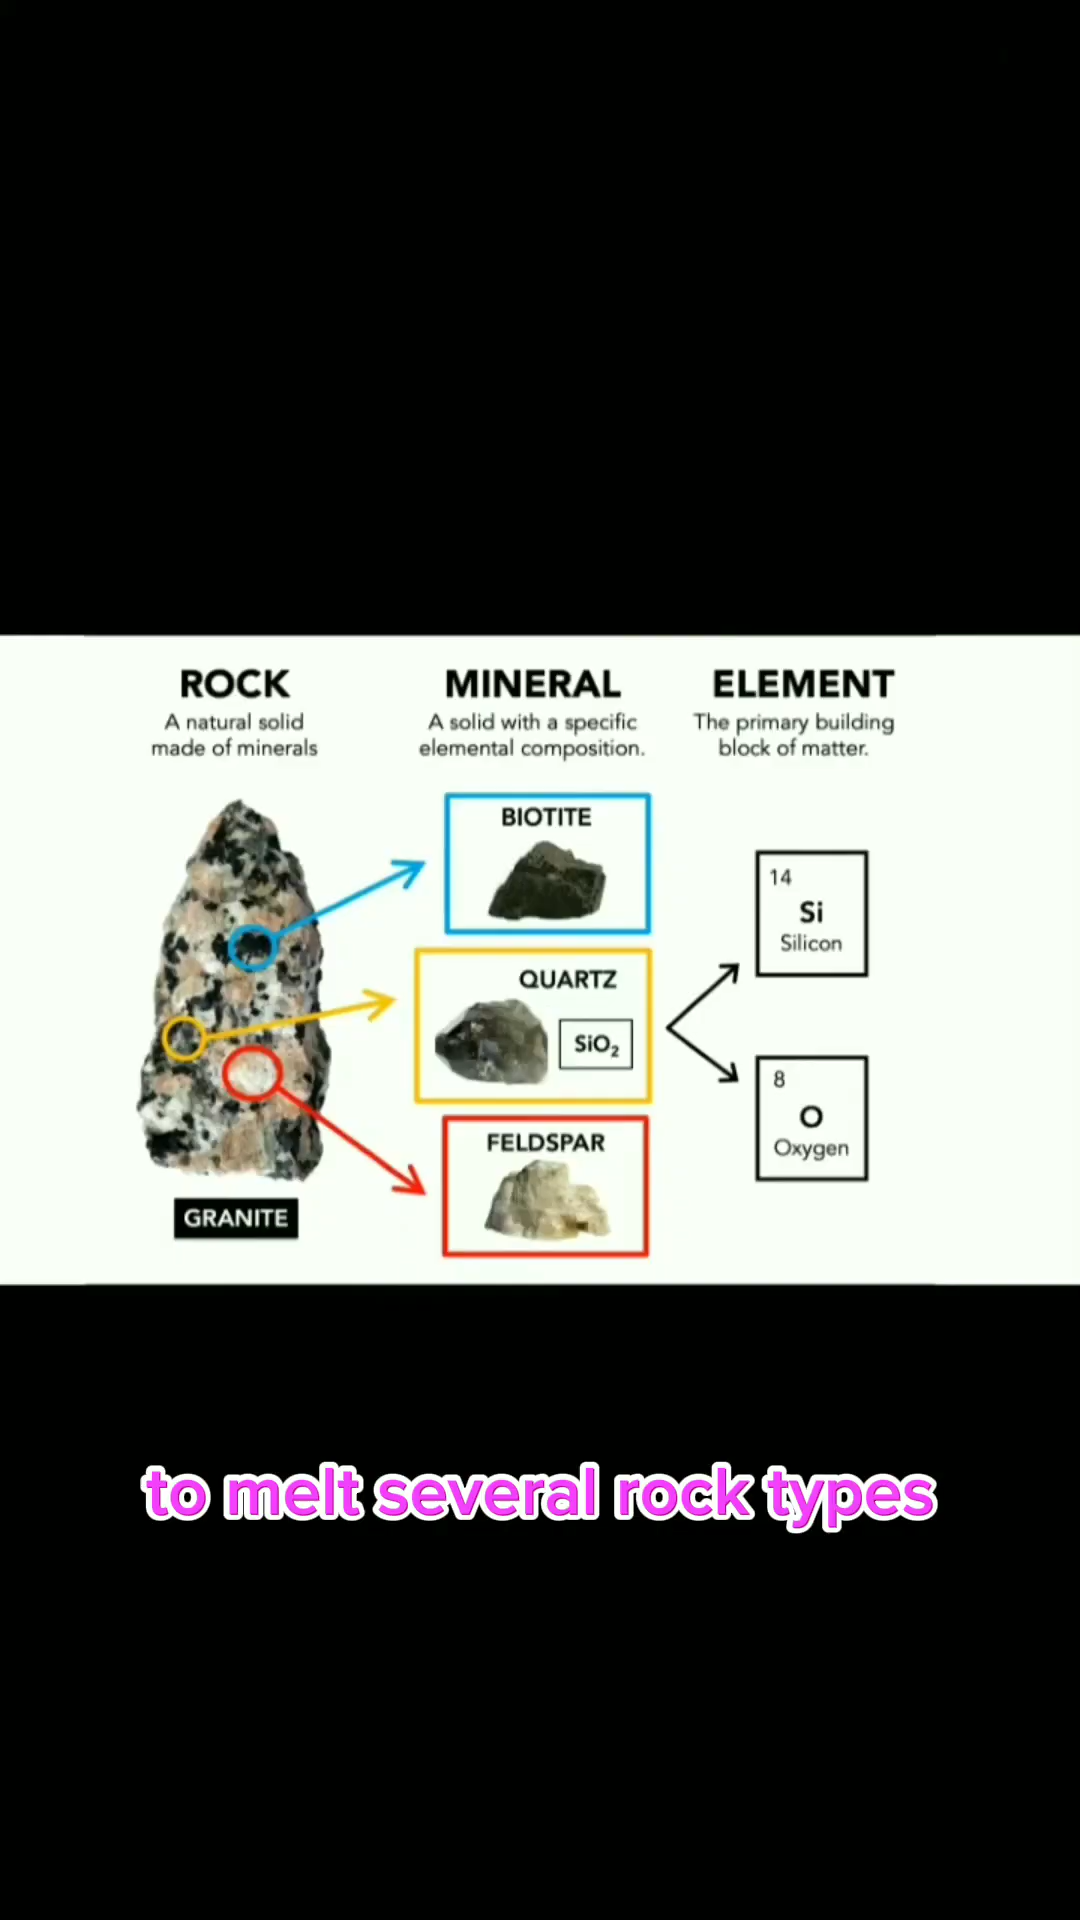 ROCK
A natural solid
made of minerals
MINERAL
A solid with a specific
elemental composition.
ELEMENT
The primary building
block of matter.
BIOTITE
QUARTZ
SiO₂
FELDSPAR
GRANITE
14
Si
Silicon
8
O
Oxygen
to melt several rock types